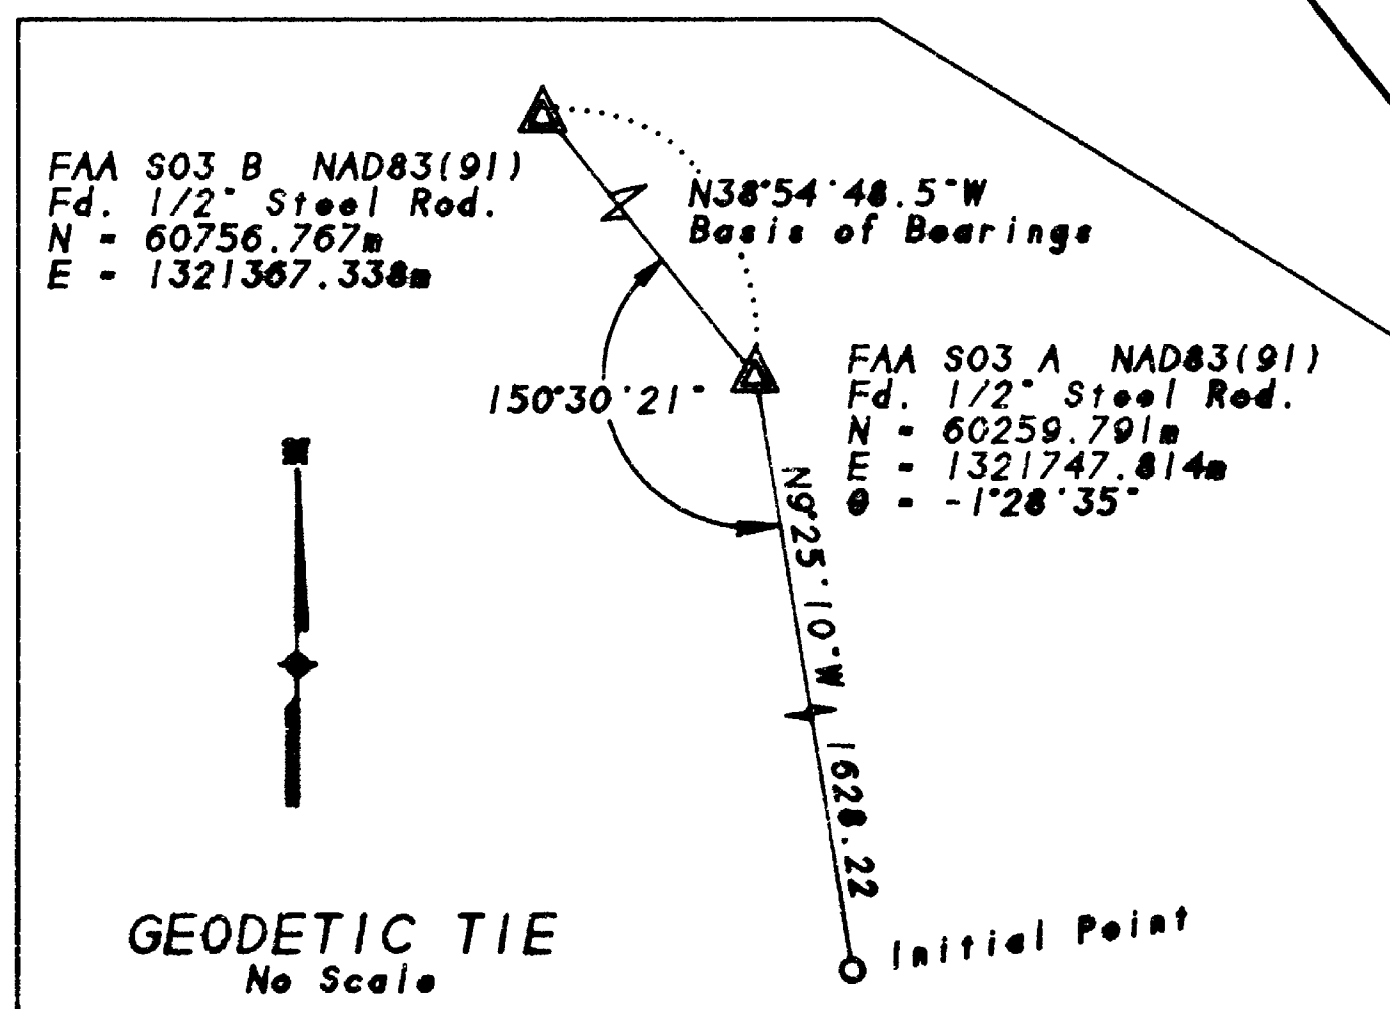 FAA S03 B NAD83(91)
Fd. 1/2" Steel Rod.
N = 60756.767m
E = 1321367.338m
N38°54'48.5"W
Basis of Bearings
150°30'21"
FAA S03 A NAD83(91)
Fd. 1/2" Steel Rod.
N = 60259.791m
E = 1321747.814m
θ = -1°28'35"
N9°25'10"W 1628.22
GEODETIC TIE
No Scale
Initial Point